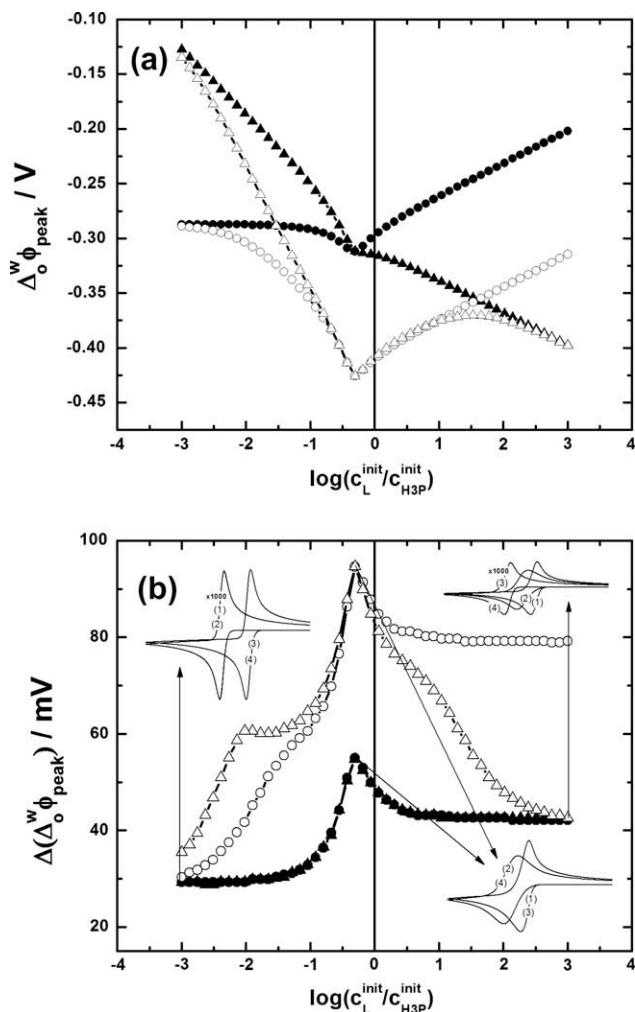 (a)
-0.10
-0.15
-0.20
-0.25
-0.30
-0.35
-0.40
-0.45
Δ_o^w ϕ_peak / V
-4 -3 -2 -1 0 1 2 3 4
log(c_L^init/c_H3P^init)
(b)
100
80
60
40
20
Δ(Δ_o^w ϕ_peak) / mV
x1000
(1)
(2)
(3)
(4)
x1000
(3)
(4)
(2)
(1)
(2)
(4)
(1)
(3)
-4 -3 -2 -1 0 1 2 3 4
log(c_L^init/c_H3P^init)